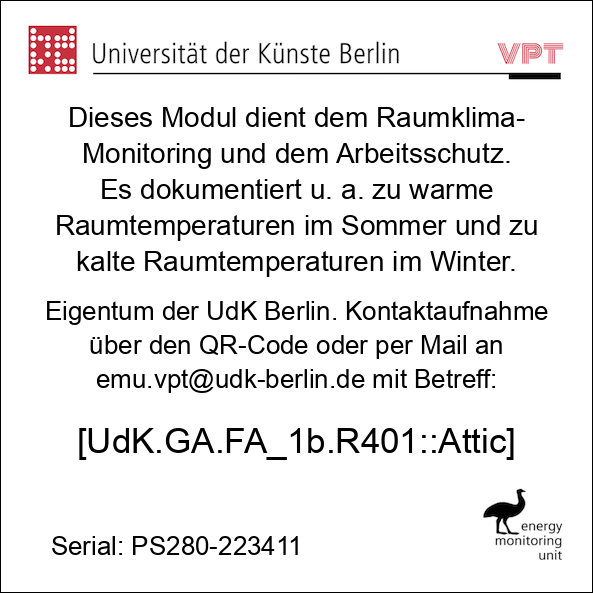 Universität der Künste Berlin
VPT
Dieses Modul dient dem Raumklima-
Monitoring und dem Arbeitsschutz.
Es dokumentiert u. a. zu warme
Raumtemperaturen im Sommer und zu
kalte Raumtemperaturen im Winter.
Eigentum der UdK Berlin. Kontaktaufnahme
über den QR-Code oder per Mail an
emu.vpt@udk-berlin.de mit Betreff:
[UdK.GA.FA_1b.R401::Attic]
energy
monitoring
unit
Serial: PS280-223411